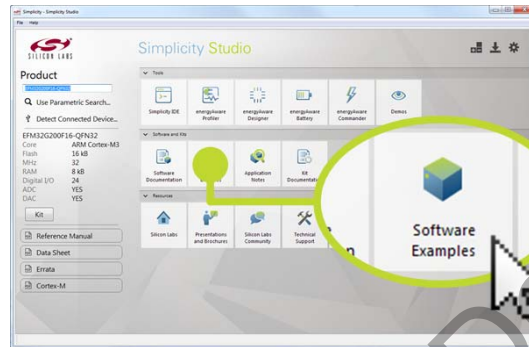 Simplicity - Simplicity Studio
File Help
SILICON LABS
Simplicity Studio
Product
Use Parametric Search...
Detect Connected Device...
EFM32G200F16-QFN32
Core ARM Cortex-M3
Flash 16 kB
MHz 32
RAM 8 kB
Digital I/O 24
ADC YES
DAC YES
Kit
Reference Manual
Data Sheet
Errata
Cortex-M
Tools
Simplicity IDE
energyAware Profiler
energyAware Designer
energyAware Battery
energyAware Commander
Demos
Software and Kits
Software Documentation
Application Notes
Kit
Resources
Silicon Labs
Presentations and Brochures
Silicon Labs Community
Technical Support
Software
Examples